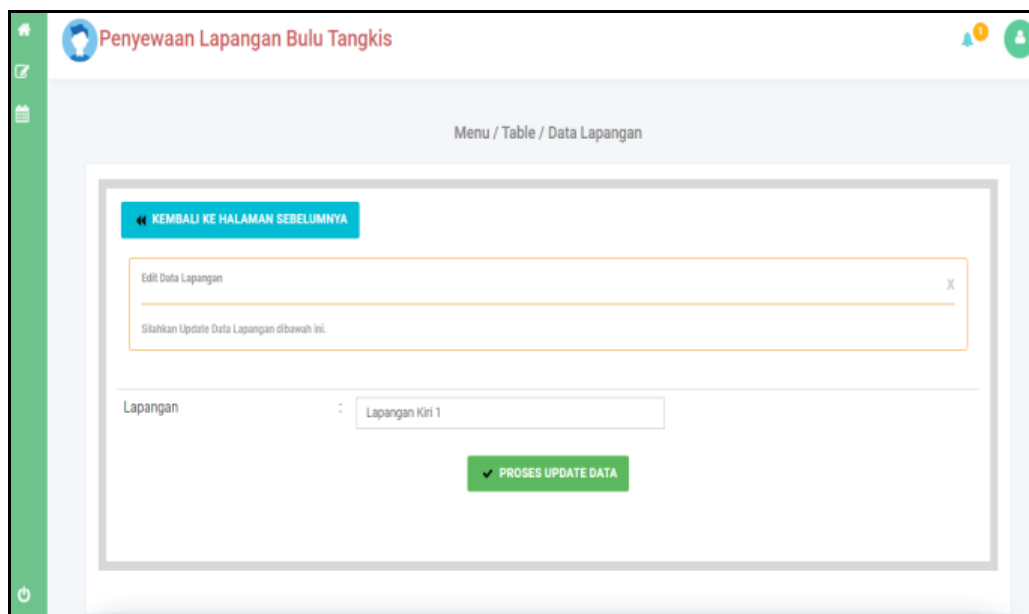 Penyewaan Lapangan Bulu Tangkis
1
Menu / Table / Data Lapangan
KEMBALI KE HALAMAN SEBELUMNYA
Edit Data Lapangan
X
Silahkan Update Data Lapangan dibawah ini.
Lapangan : Lapangan Kiri 1
PROSES UPDATE DATA